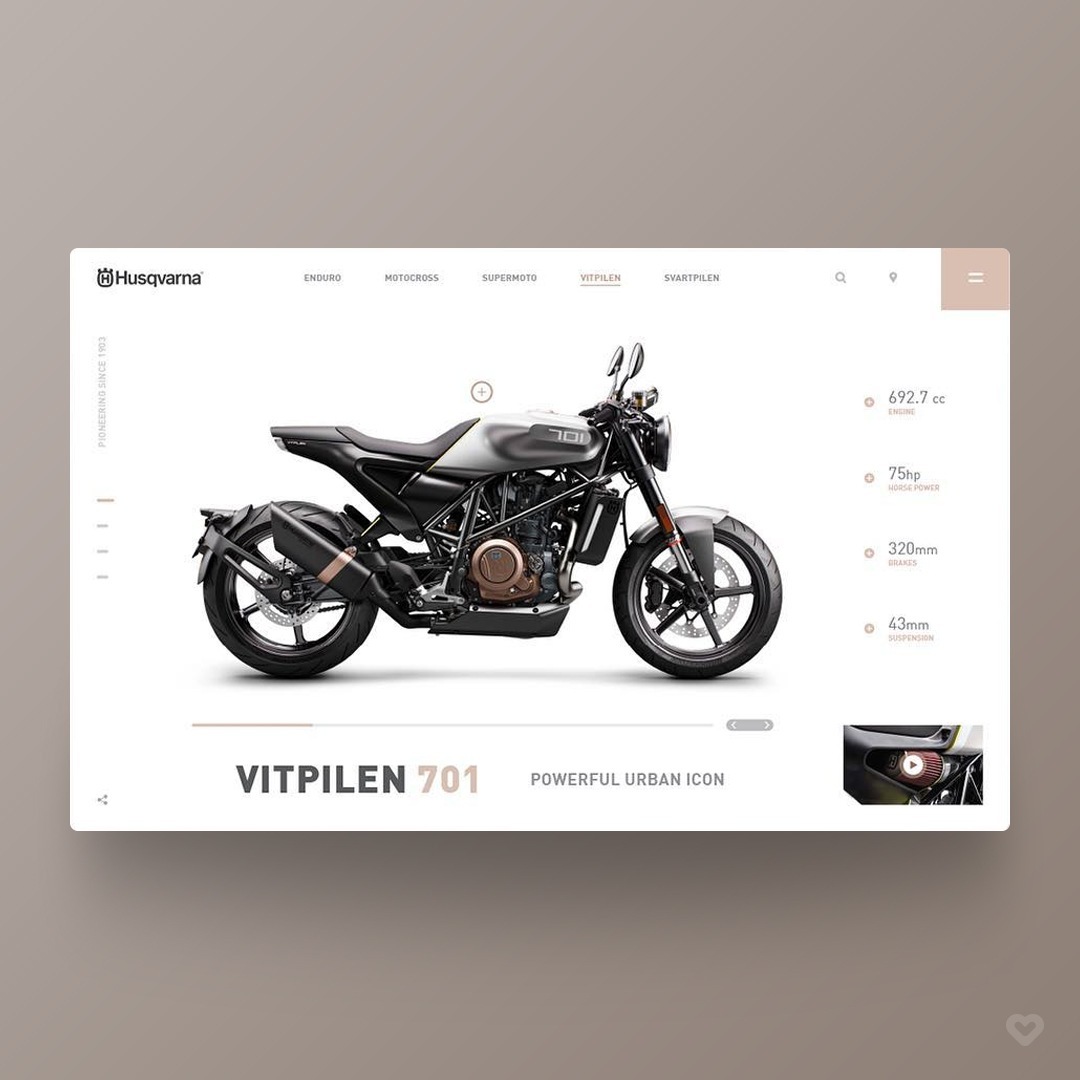 Husqvarna
ENDURO MOTOCROSS SUPERMOTO VITPILEN SVARTPILEN
PIONEERING SINCE 1903
701
VITPILEN
692.7 cc
ENGINE
75hp
HORSE POWER
320mm
BRAKES
43mm
SUSPENSION
VITPILEN 701
POWERFUL URBAN ICON